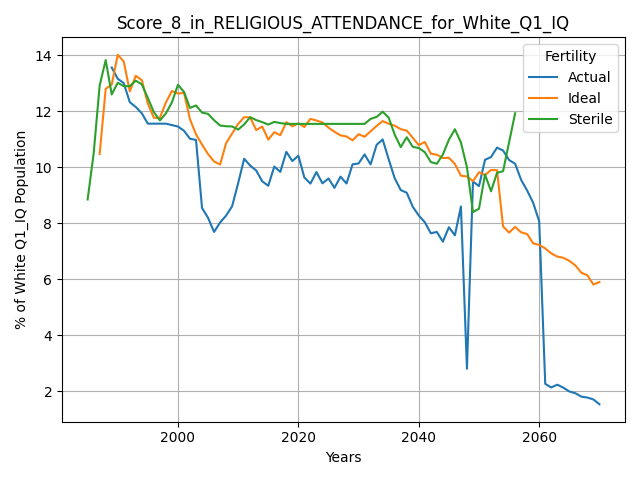 Score_8_in_RELIGIOUS_ATTENDANCE_for_White_Q1_IQ
% of White Q1_IQ Population
14
12
10
8
6
4
2
Fertility
Actual
Ideal
Sterile
2000
2020
2040
2060
Years